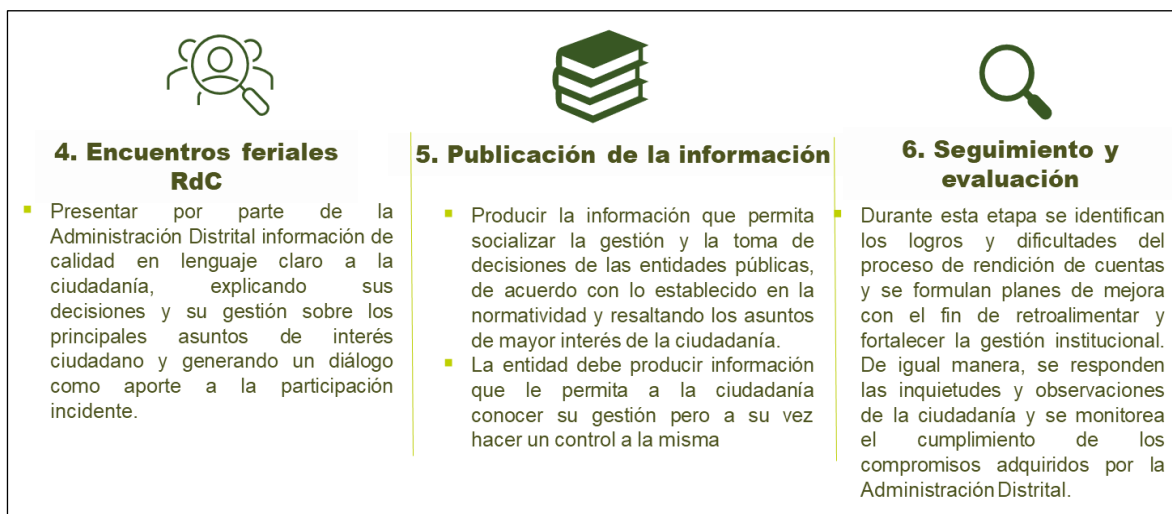 4. Encuentros feriales
RdC
Presentar por parte de la
Administración Distrital información de
calidad en lenguaje claro a la
ciudadanía, explicando sus
decisiones y su gestión sobre los
principales asuntos de interés
ciudadano y generando un diálogo
como aporte a la participación
incidente.
5. Publicación de la información
Producir la información que permita
socializar la gestión y la toma de
decisiones de las entidades públicas,
de acuerdo con lo establecido en la
normatividad y resaltando los asuntos
de mayor interés de la ciudadanía.
La entidad debe producir información
que le permita a la ciudadanía
conocer su gestión pero a su vez
hacer un control a la misma
6. Seguimiento y
evaluación
Durante esta etapa se identifican
los logros y dificultades del
proceso de rendición de cuentas
y se formulan planes de mejora
con el fin de retroalimentar y
fortalecer la gestión institucional.
De igual manera, se responden
las inquietudes y observaciones
de la ciudadanía y se monitorea
el cumplimiento de los
compromisos adquiridos por la
Administración Distrital.